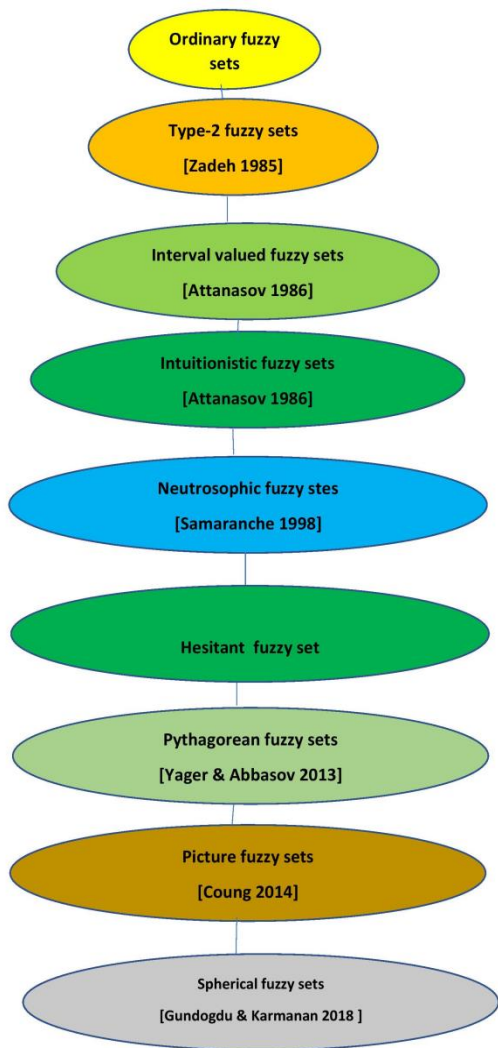 Ordinary fuzzy
sets
Type-2 fuzzy sets
[Zadeh 1985]
Interval valued fuzzy sets
[Attanasov 1986]
Intuitionistic fuzzy sets
[Attanasov 1986]
Neutrosophic fuzzy stes
[Samaranche 1998]
Hesitant fuzzy set
Pythagorean fuzzy sets
[Yager & Abbasov 2013]
Picture fuzzy sets
[Coung 2014]
Spherical fuzzy sets
[Gundogdu & Karmanan 2018 ]